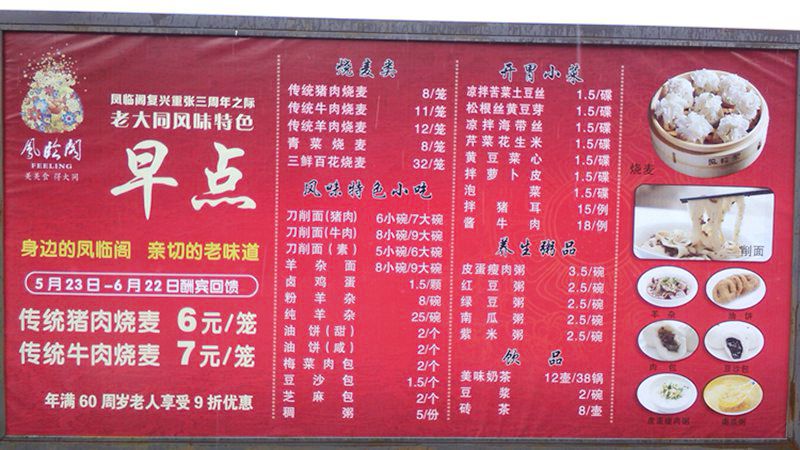 凤临阁
FEELING
美美食 得大同
凤临阁复兴重张三周年之际
老大同风味特色
早点
身边的凤临阁 亲切的老味道
5月23日-6月22日酬宾回馈
传统猪肉烧麦 6元/笼
传统牛肉烧麦 7元/笼
年满60周岁老人享受9折优惠
烧麦类
传统猪肉烧麦 8/笼
传统牛肉烧麦 11/笼
传统羊肉烧麦 12/笼
青菜烧麦 8/笼
三鲜百花烧麦 32/笼
风味特色小吃
刀削面(猪肉) 6小碗/7大碗
刀削面(牛肉) 8小碗/9大碗
刀削面(素) 5小碗/6大碗
羊杂面 8小碗/9大碗
卤鸡蛋 1.5/颗
粉羊杂 8/碗
纯羊杂 25/碗
油饼(甜) 2/个
油饼(咸) 2/个
梅菜肉包 2/个
豆沙包 1.5/个
芝麻包 2/个
稠粥 5/份
开胃小菜
凉拌苦菜土豆丝 1.5/碟
松根丝黄豆芽 1.5/碟
凉拌海带丝 1.5/碟
芹菜花生米 1.5/碟
黄豆菜心 1.5/碟
拌萝卜皮 1.5/碟
泡菜 1.5/碟
拌猪耳 15/例
酱牛肉 18/例
养生粥品
皮蛋瘦肉粥 3.5/碗
红豆粥 2.5/碗
绿豆粥 2.5/碗
南瓜粥 2.5/碗
紫米粥 2.5/碗
饮品
美味奶茶 12壶/38锅
豆浆 2/碗
砖茶 8/壶
烧麦
削面
羊杂
油饼
肉包
豆沙包
皮蛋瘦肉粥
南瓜粥